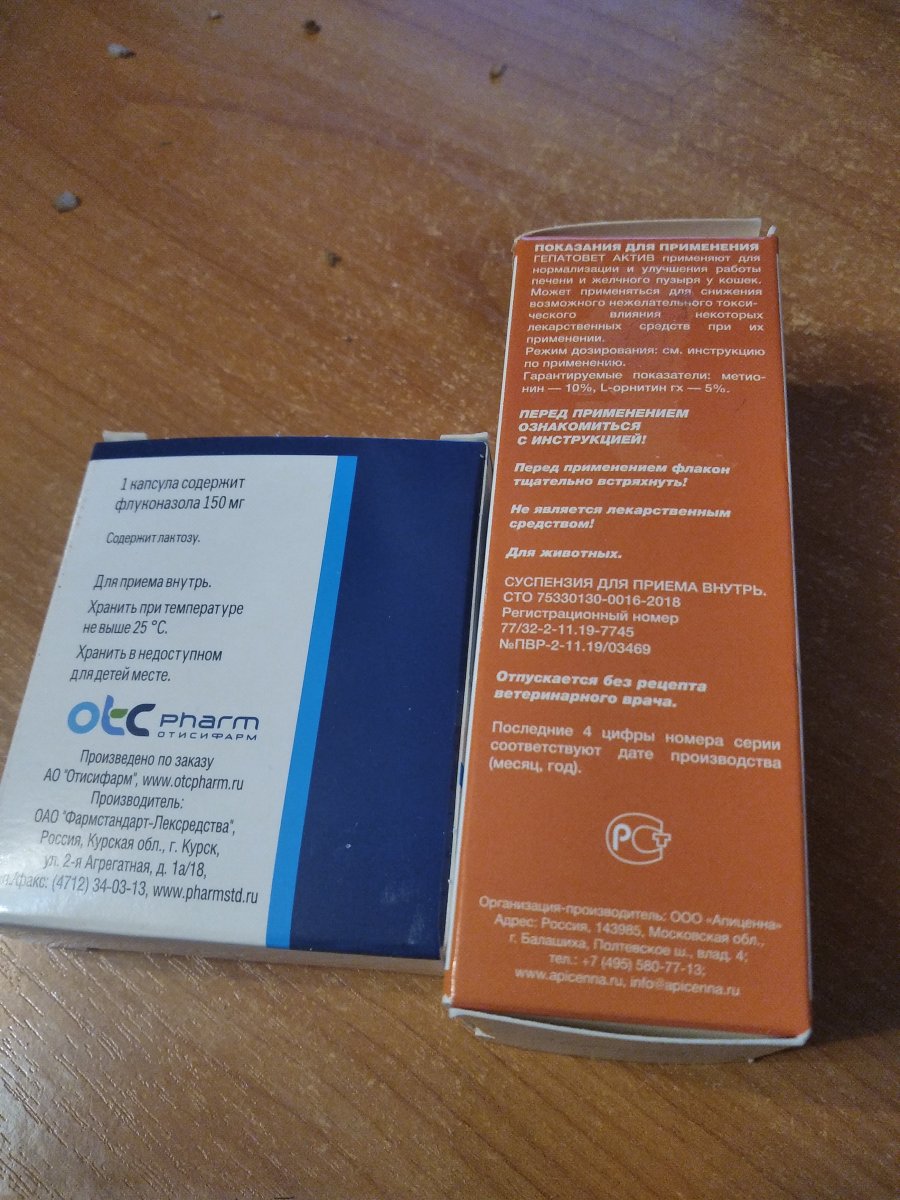 1 капсула содержит
флуконазола 150 мг
Содержит лактозу.
Для приема внутрь.
Хранить при температуре
не выше 25 °С.
Хранить в недоступном
для детей месте.
otc pharm
ОТИСИФАРМ
Произведено по заказу
АО "Отисифарм", www.otcpharm.ru
Производитель:
ОАО "Фармстандарт-Лексредства",
Россия, Курская обл., г. Курск,
ул. 2-я Агрегатная, д. 1а/18,
л./факс: (4712) 34-03-13, www.pharmstd.ru
ПОКАЗАНИЯ ДЛЯ ПРИМЕНЕНИЯ
ГЕПАТОВЕТ АКТИВ применяют для
нормализации и улучшения работы
печени и желчного пузыря у кошек.
Может применяться для снижения
возможного нежелательного токси-
ческого влияния некоторых
лекарственных средств при их
применении.
Режим дозирования: см. инструкцию
по применению.
Гарантируемые показатели: метио-
нин — 10%, L-орнитин гх — 5%.
ПЕРЕД ПРИМЕНЕНИЕМ
ОЗНАКОМИТЬСЯ
С ИНСТРУКЦИЕЙ!
Перед применением флакон
тщательно встряхнуть!
Не является лекарственным
средством!
Для животных.
СУСПЕНЗИЯ ДЛЯ ПРИЕМА ВНУТРЬ.
СТО 75330130-0016-2018
Регистрационный номер
77/32-2-11.19-7745
№ПВР-2-11.19/03469
Отпускается без рецепта
ветеринарного врача.
Последние 4 цифры номера серии
соответствуют дате производства
(месяц, год).
РСТ
Организация-производитель: ООО «Апиценна»
Адрес: Россия, 143985, Московская обл.,
г. Балашиха, Полтевское ш., влад. 4;
тел.: +7 (495) 580-77-13;
www.apicenna.ru, info@apicenna.ru